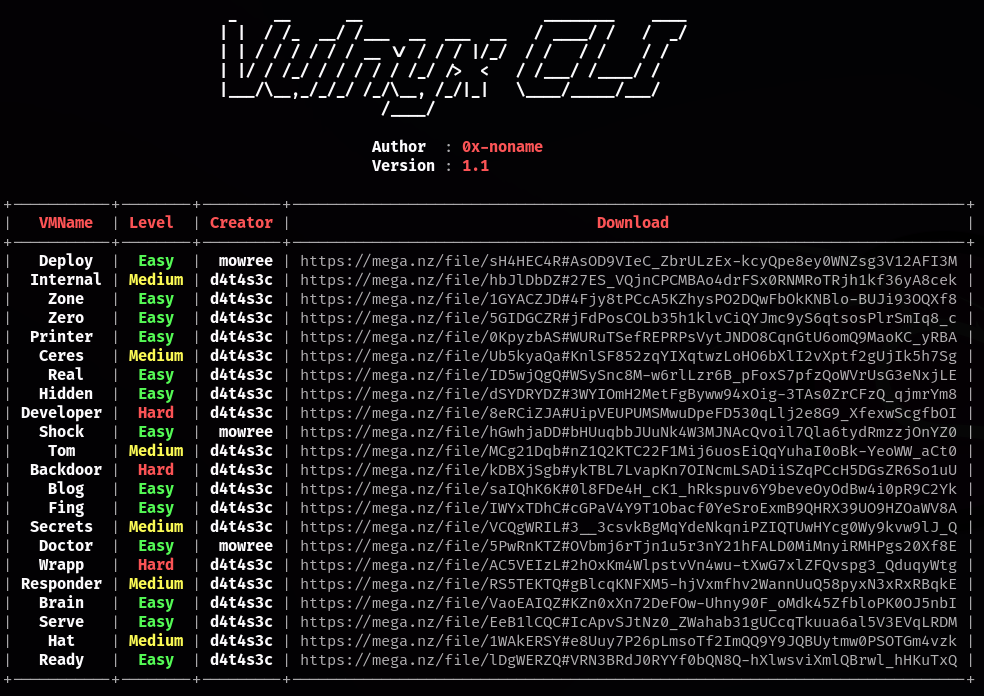 Vulnyx CLI
Author : 0x-noname
Version : 1.1
VMName | Level | Creator | Download
Deploy | Easy | mowree | https://mega.nz/file/sH4HEC4R#AsOD9VIeC_ZbrULzEx-kcyQpe8ey0WNZsg3V12AFI3M
Internal | Medium | d4t4s3c | https://mega.nz/file/hbJlDbDZ#27ES_VQjnCPCMBAo4drFSx0RNMRoTRjh1kf36yA8cek
Zone | Easy | d4t4s3c | https://mega.nz/file/1GYACZJD#4Fjy8tPCcA5KZhysPO2DQwFbOkKNBlo-BUJi93OQXf8
Zero | Easy | d4t4s3c | https://mega.nz/file/5GIDGCZR#jFdPosCOLb35h1klvCiQYJmc9yS6qtsosPlrSmIq8_c
Printer | Easy | d4t4s3c | https://mega.nz/file/0KpyzbAS#WURuTSefREPRPsVytJNDO8CqnGtU6omQ9MaoKC_yRBA
Ceres | Medium | d4t4s3c | https://mega.nz/file/Ub5kyaQa#KnlSF852zqYIXqtwzLoHO6bXlI2vXptf2gUjIk5h7Sg
Real | Easy | d4t4s3c | https://mega.nz/file/ID5wjQgQ#WSySnc8M-w6rlLzr6B_pFoxS7pfzQoWVrUsG3eNxjLE
Hidden | Easy | d4t4s3c | https://mega.nz/file/dSYDRYDZ#3WYIOmH2MetFgByww94xOig-3TAs0ZrCFzQ_qjmrYm8
Developer | Hard | d4t4s3c | https://mega.nz/file/8eRCiZJA#UipVEUPUMSMwuDpeFD530qLlj2e8G9_XfexwScgfbOI
Shock | Easy | mowree | https://mega.nz/file/hGwhjaDD#bHUuqbbJUuNk4W3MJNAcQvoil7Qla6tydRmzzjOnYZ0
Tom | Medium | d4t4s3c | https://mega.nz/file/MCg21Dqb#nZ1Q2KTC22F1Mij6uosEiQqYuhaI0oBk-YeoWW_aCt0
Backdoor | Hard | d4t4s3c | https://mega.nz/file/kDBXjSgb#ykTBL7LvapKn7OINcmLSADiiSZqPCcH5DGsZR6So1uU
Blog | Easy | d4t4s3c | https://mega.nz/file/saIQhK6K#0l8FDe4H_cK1_hRkspuv6Y9beveOyOdBw4i0pR9C2Yk
Fing | Easy | d4t4s3c | https://mega.nz/file/IWYxTDhC#cGPaV4Y9T1Obacf0YeSroExmB9QHRX39UO9HZOaWV8A
Secrets | Medium | d4t4s3c | https://mega.nz/file/VCQgWRIL#3__3csvkBgMqYdeNkqniPZIQTUwHYcg0Wy9kvw9lJ_Q
Doctor | Easy | mowree | https://mega.nz/file/5PwRnKTZ#OVbmj6rTjn1u5r3nY21hFALD0MiMnyiRMHPgs20Xf8E
Wrapp | Hard | d4t4s3c | https://mega.nz/file/AC5VEIzL#2hOxKm4WlpstvVn4wu-tXwG7xlZFQvspg3_QduqyWtg
Responder | Medium | d4t4s3c | https://mega.nz/file/RS5TEKTQ#gBlcqKNFXM5-hjVxmfhv2WannUuQ58pyxN3xRxRBqkE
Brain | Easy | d4t4s3c | https://mega.nz/file/VaoEAIQZ#KZn0xXn72DeFOw-Uhny90F_oMdk45ZfbloPK0OJ5nbI
Serve | Easy | d4t4s3c | https://mega.nz/file/EeB1lCQC#IcApvSJtNz0_ZWahab31gUCcqTkuua6al5V3EVqLRDM
Hat | Medium | d4t4s3c | https://mega.nz/file/1WAkERSY#e8Uuy7P26pLmsoTf2ImQQ9Y9JQBUytmw0PSOTGm4vzk
Ready | Easy | d4t4s3c | https://mega.nz/file/lDgWERZQ#VRN3BRdJ0RYYf0bQN8Q-hXlwsviXmlQBrwl_hHKuTxQ